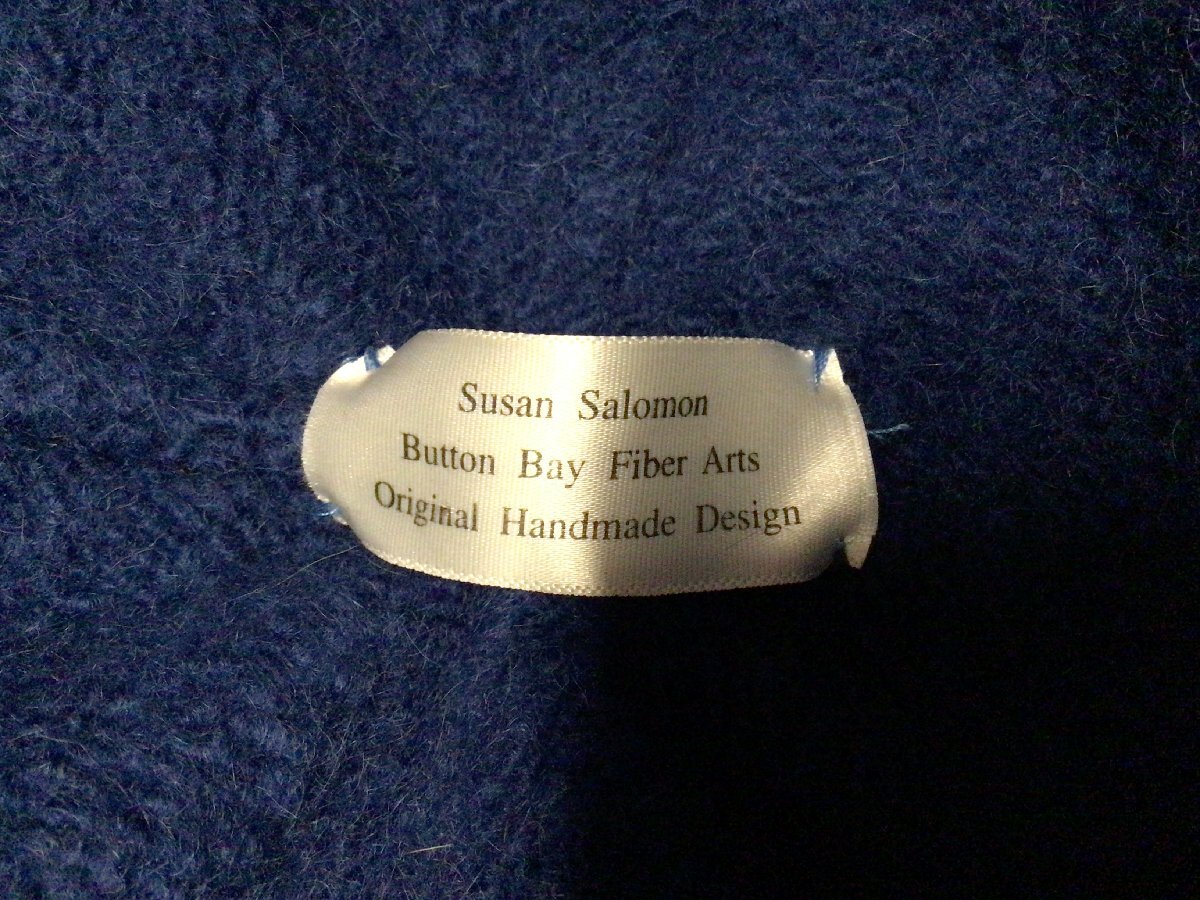 Susan Salomon
Button Bay Fiber Arts
Original Handmade Design